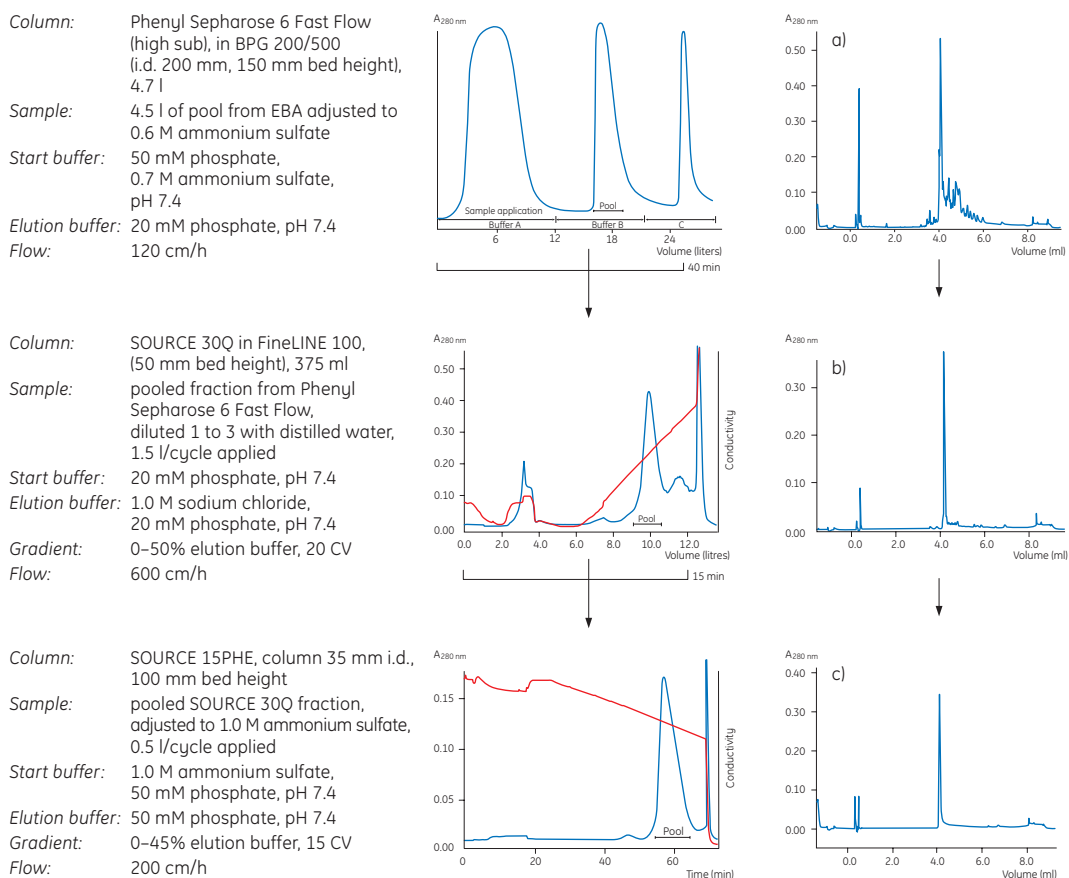 Column: Phenyl Sepharose 6 Fast Flow
(high sub), in BPG 200/500
(i.d. 200 mm, 150 mm bed height),
4.7 l
Sample: 4.5 l of pool from EBA adjusted to
0.6 M ammonium sulfate
Start buffer: 50 mM phosphate,
0.7 M ammonium sulfate,
pH 7.4
Elution buffer: 20 mM phosphate, pH 7.4
Flow: 120 cm/h
A280 nm
Sample application
Pool
Buffer A
Buffer B
C
6 12 18 24
Volume (liters)
40 min
A280 nm
a)
0.50
0.40
0.30
0.20
0.10
0.00
0.0 2.0 4.0 6.0 8.0
Volume (ml)
Column: SOURCE 30Q in FineLINE 100,
(50 mm bed height), 375 ml
Sample: pooled fraction from Phenyl
Sepharose 6 Fast Flow,
diluted 1 to 3 with distilled water,
1.5 l/cycle applied
Start buffer: 20 mM phosphate, pH 7.4
Elution buffer: 1.0 M sodium chloride,
20 mM phosphate, pH 7.4
Gradient: 0–50% elution buffer, 20 CV
Flow: 600 cm/h
A280 nm
0.50
0.40
0.30
0.20
0.10
0.00
Pool
Conductivity
0.0 2.0 4.0 6.0 8.0 10.0 12.0
Volume (litres)
15 min
A280 nm
b)
0.30
0.20
0.10
0.00
0.0 2.0 4.0 6.0 8.0
Volume (ml)
Column: SOURCE 15PHE, column 35 mm i.d.,
100 mm bed height
Sample: pooled SOURCE 30Q fraction,
adjusted to 1.0 M ammonium sulfate,
0.5 l/cycle applied
Start buffer: 1.0 M ammonium sulfate,
50 mM phosphate, pH 7.4
Elution buffer: 50 mM phosphate, pH 7.4
Gradient: 0–45% elution buffer, 15 CV
Flow: 200 cm/h
A280 nm
0.15
0.10
0.05
0.00
Pool
Conductivity
0 20 40 60
Time (min)
A280 nm
c)
0.40
0.30
0.20
0.10
0.00
0.0 2.0 4.0 6.0 8.0
Volume (ml)